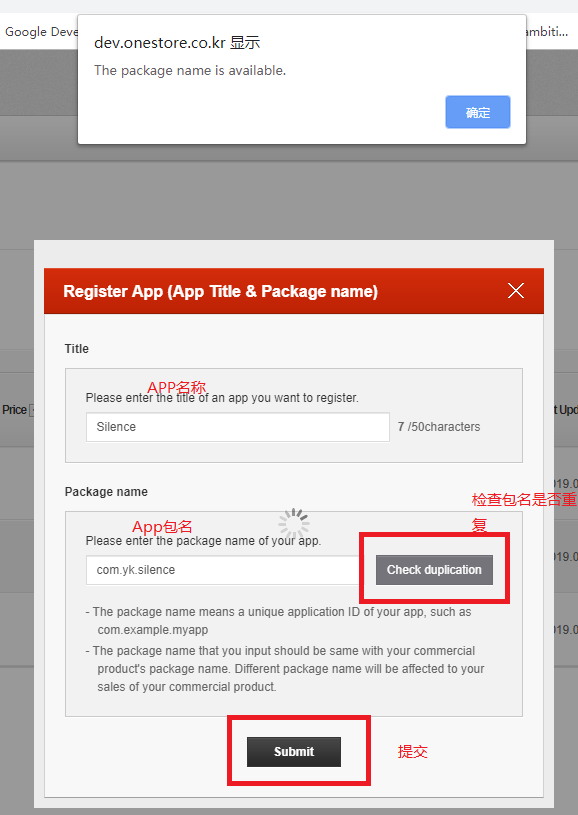 Google Deve
ambiti...
dev.onestore.co.kr 显示
The package name is available.
确定
Register App (App Title & Package name)
Title
APP名称
Please enter the title of an app you want to register.
Silence
7 /50characters
Price
t Upd
Package name
检查包名是否重
复
019.0
App包名
Please enter the package name of your app.
com.yk.silence
Check duplication
019.0
- The package name means a unique application ID of your app, such as
com.example.myapp
019.0
- The package name that you input should be same with your commercial
product's package name. Different package name will be affected to your
sales of your commercial product.
Submit
提交